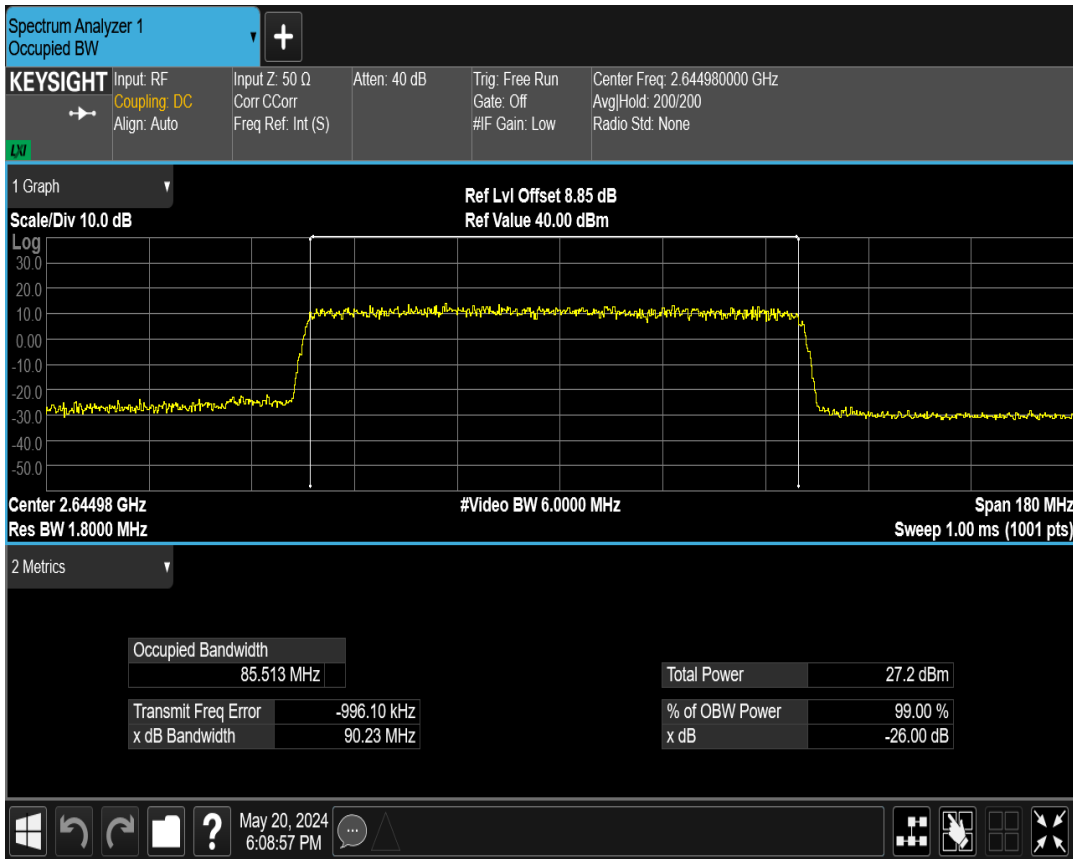 Spectrum Analyzer 1
Occupied BW
+
KEYSIGHT
LXI
Input: RF
Coupling: DC
Align: Auto
Input Z: 50 Ω
Corr CCorr
Freq Ref: Int (S)
Atten: 40 dB
Trig: Free Run
Gate: Off
#IF Gain: Low
Center Freq: 2.644980000 GHz
Avg|Hold: 200/200
Radio Std: None
1 Graph
Scale/Div 10.0 dB
Ref Lvl Offset 8.85 dB
Ref Value 40.00 dBm
Log
30.0
20.0
10.0
0.00
-10.0
-20.0
-30.0
-40.0
-50.0
Center 2.64498 GHz
#Video BW 6.0000 MHz
Span 180 MHz
Res BW 1.8000 MHz
Sweep 1.00 ms (1001 pts)
2 Metrics
Occupied Bandwidth
85.513 MHz
Total Power 27.2 dBm
Transmit Freq Error -996.10 kHz
% of OBW Power 99.00 %
x dB Bandwidth 90.23 MHz
x dB -26.00 dB
?
May 20, 2024
6:08:57 PM